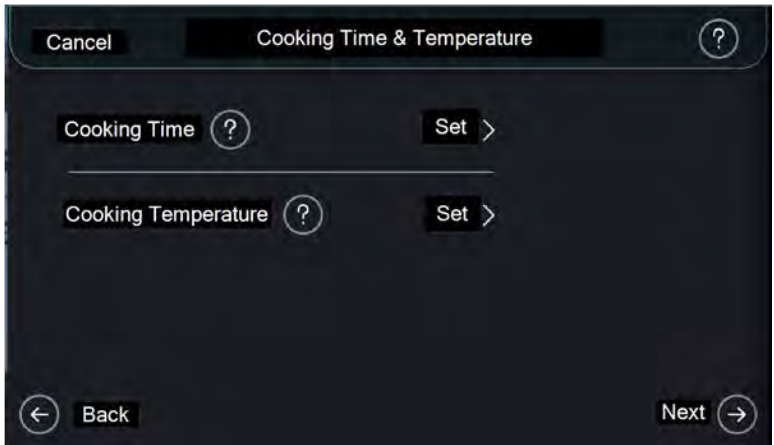 Cancel Cooking Time & Temperature ?
Cooking Time ? Set >
Cooking Temperature ? Set >
← Back Next →